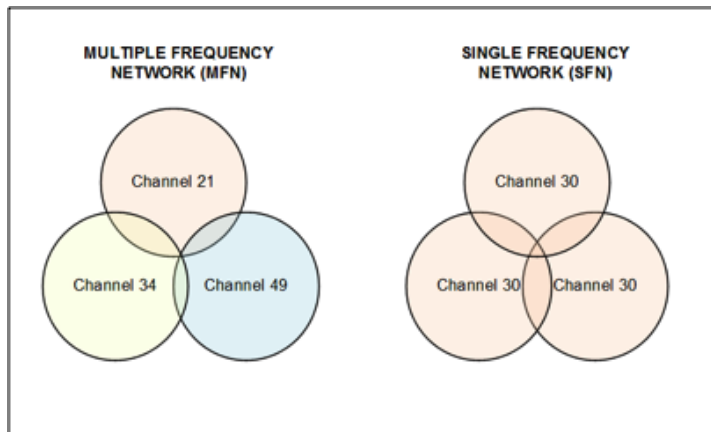 MULTIPLE FREQUENCY
NETWORK (MFN)
Channel 21
Channel 34
Channel 49
SINGLE FREQUENCY
NETWORK (SFN)
Channel 30
Channel 30
Channel 30